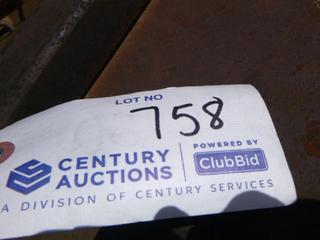 LOT NO
758
CENTURY
AUCTIONS
POWERED BY
ClubBid
A DIVISION OF CENTURY SERVICES